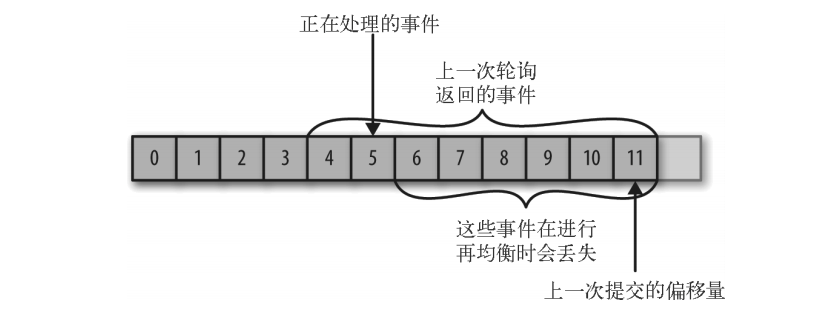 正在处理的事件
上一次轮询
返回的事件
0 1 2 3 4 5 6 7 8 9 10 11
这些事件在进行
再均衡时会丢失
上一次提交的偏移量